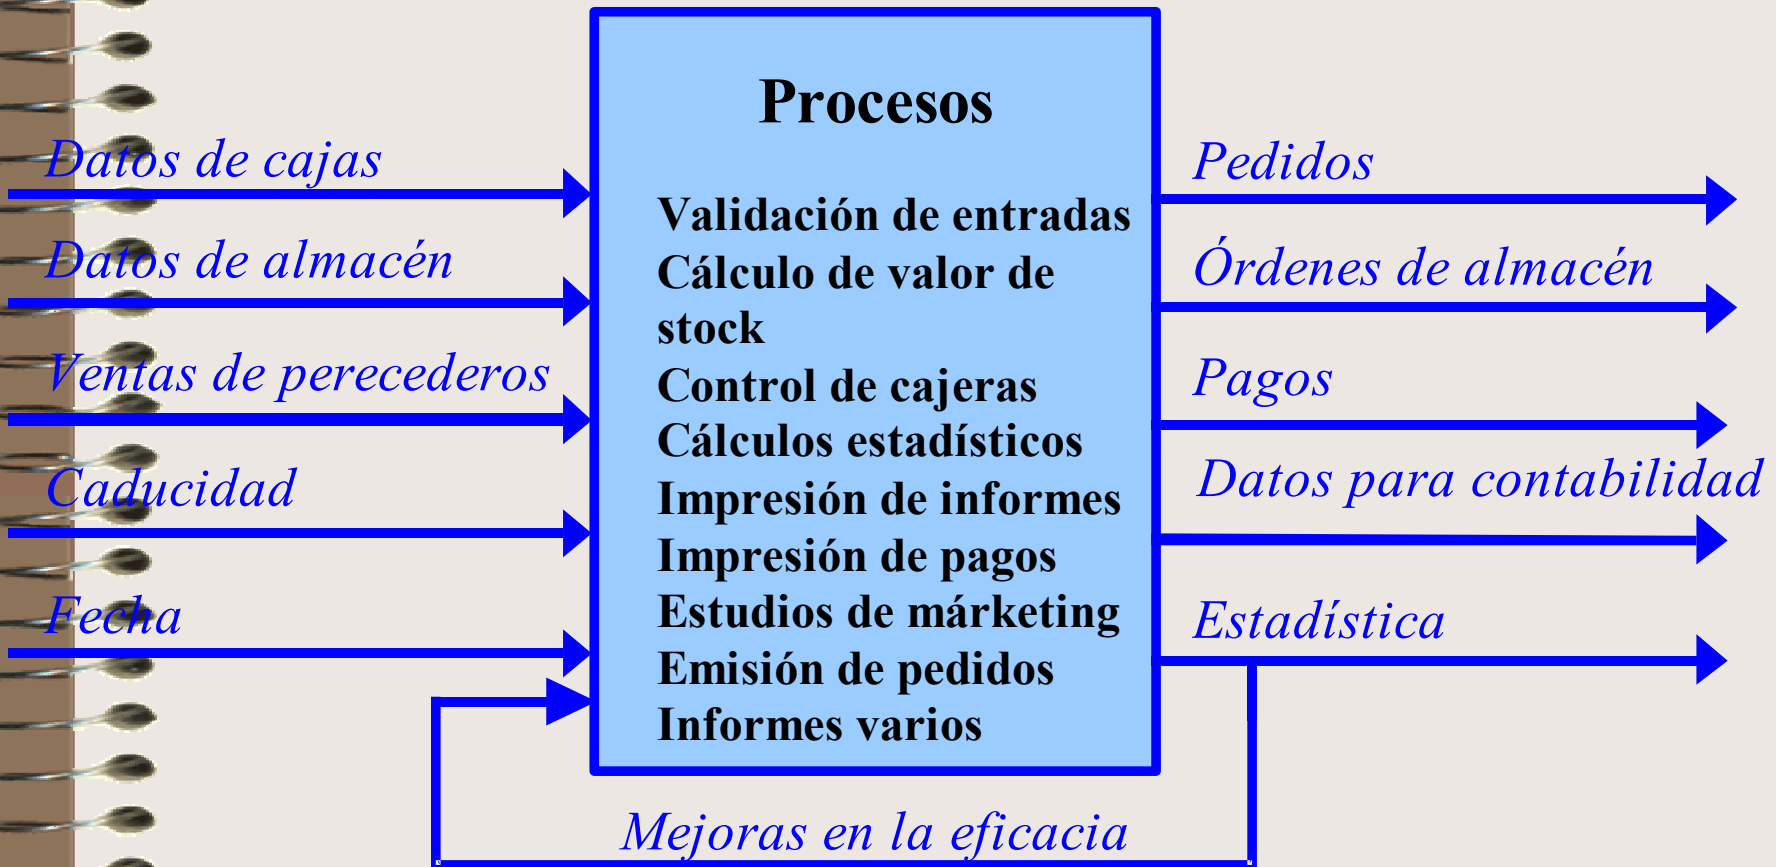 Procesos
Datos de cajas
Datos de almacén
Ventas de perecederos
Caducidad
Fecha
Validación de entradas
Cálculo de valor de
stock
Control de cajeras
Cálculos estadísticos
Impresión de informes
Impresión de pagos
Estudios de márketing
Emisión de pedidos
Informes varios
Pedidos
Órdenes de almacén
Pagos
Datos para contabilidad
Estadística
Mejoras en la eficacia